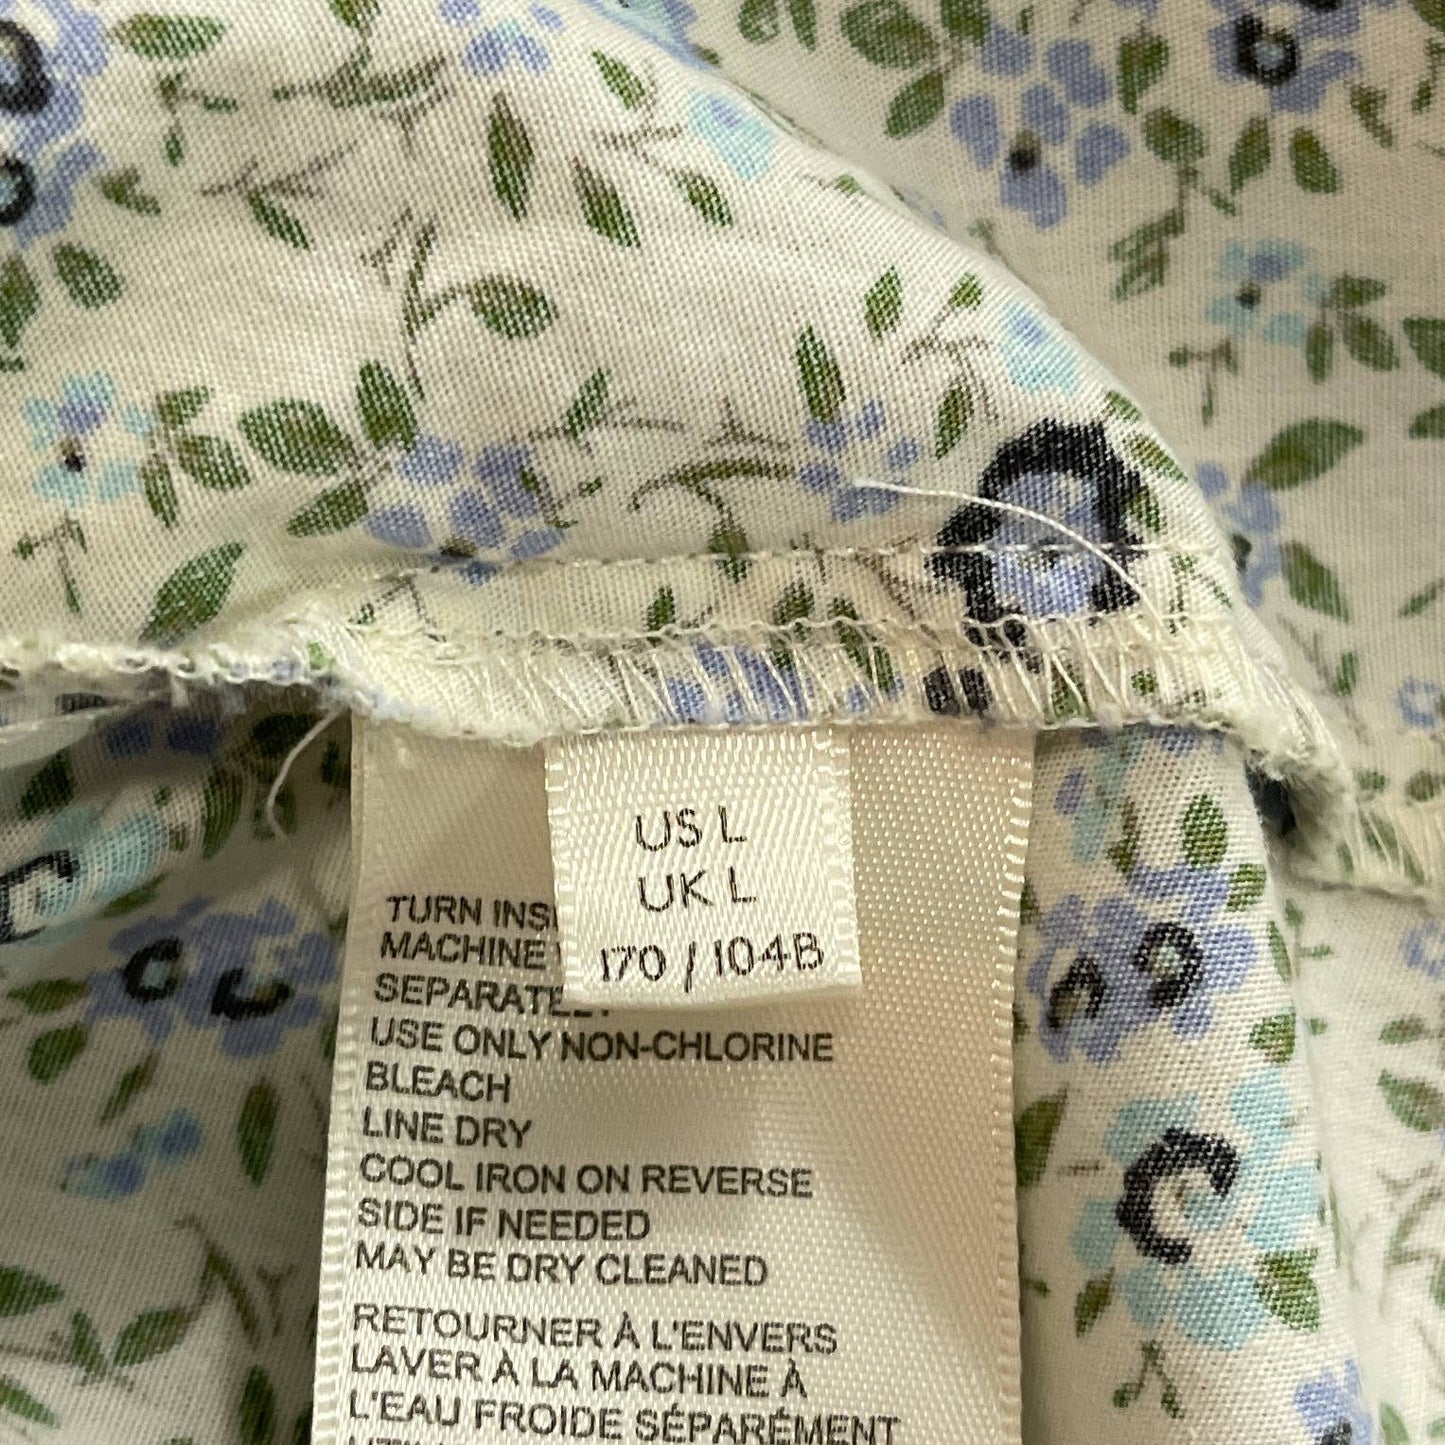 US L
UK L
170 / 104B
TURN
MACHINE
USE ONLY NON-CHLORINE
BLEACH
LINE DRY
COOL IRON ON REVERSE
SIDE IF NEEDED
MAY BE DRY CLEANED
RETOURNER À L'ENVERS
LAVER À LA MACHINE À
L'EAU FROIDE SÉPARÉMENT